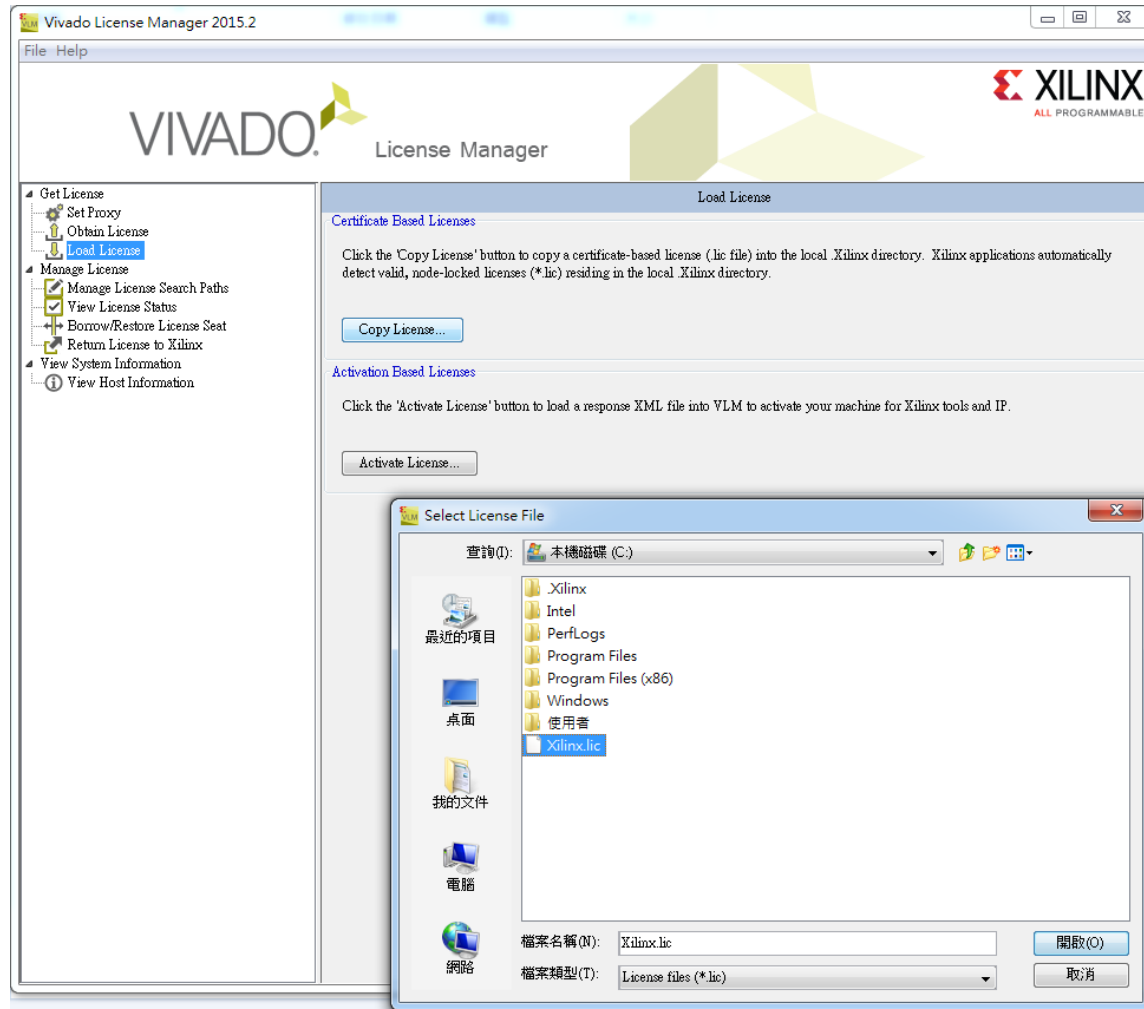 Vivado License Manager 2015.2
File Help
VIVADO.
License Manager
XILINX
ALL PROGRAMMABLE
Get License
Set Proxy
Obtain License
Load License
Manage License
Manage License Search Paths
View License Status
Borrow/Restore License Seat
Return License to Xilinx
View System Information
View Host Information
Load License
Certificate Based Licenses
Click the 'Copy License' button to copy a certificate-based license (.lic file) into the local .Xilinx directory. Xilinx applications automatically
detect valid, node-locked licenses (*.lic) residing in the local .Xilinx directory.
Copy License...
Activation Based Licenses
Click the 'Activate License' button to load a response XML file into VLM to activate your machine for Xilinx tools and IP.
Activate License...
VLM
Select License File
查詢(I):
本機磁碟 (C:)
最近的項目
桌面
我的文件
電腦
網路
.Xilinx
Intel
PerfLogs
Program Files
Program Files (x86)
Windows
使用者
Xilinx.lic
檔案名稱(N):
Xilinx.lic
開啟(O)
檔案類型(T):
License files (*.lic)
取消